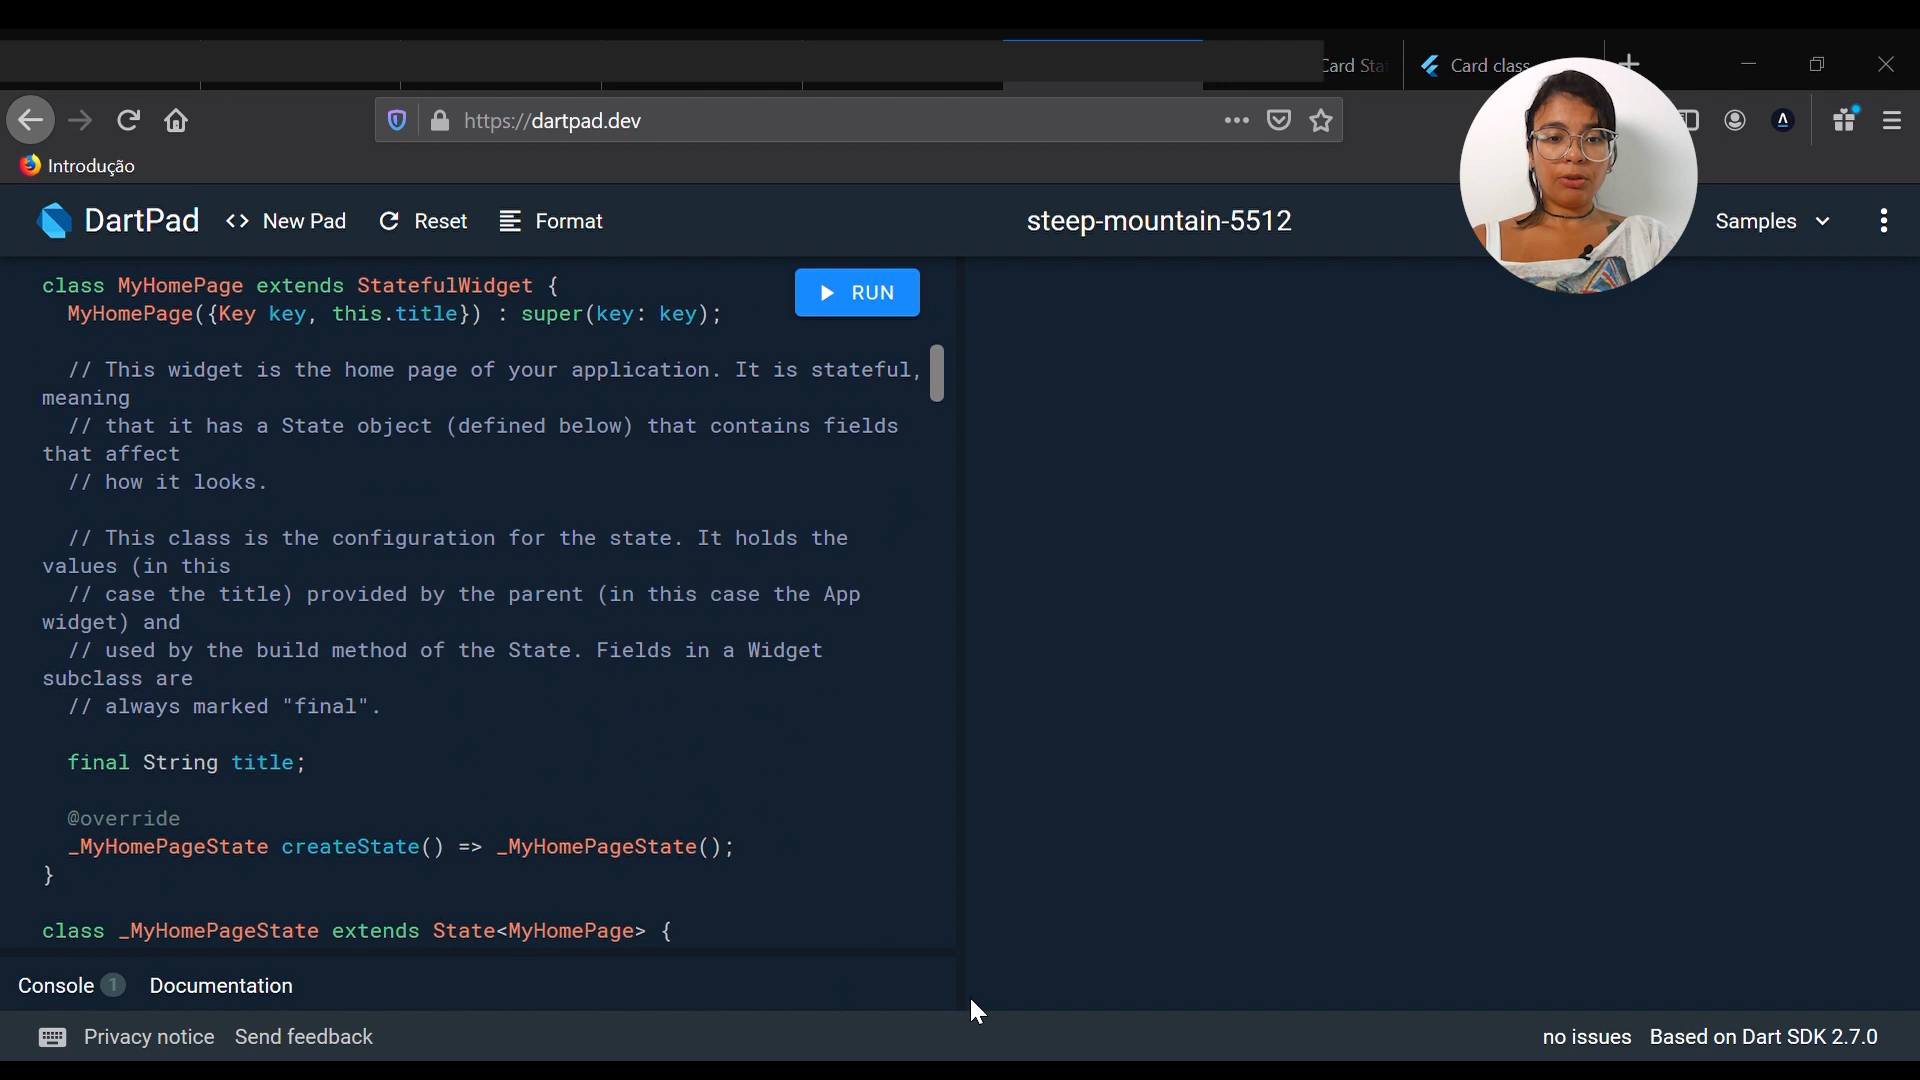 Card Sta
Card class
https://dartpad.dev
Introdução
DartPad
<> New Pad
Reset
Format
steep-mountain-5512
Samples
RUN
class MyHomePage extends StatefulWidget {
MyHomePage({Key key, this.title}) : super(key: key);
// This widget is the home page of your application. It is stateful,
meaning
// that it has a State object (defined below) that contains fields
that affect
// how it looks.
// This class is the configuration for the state. It holds the
values (in this
// case the title) provided by the parent (in this case the App
widget) and
// used by the build method of the State. Fields in a Widget
subclass are
// always marked "final".
final String title;
@override
_MyHomePageState createState() => _MyHomePageState();
}
class _MyHomePageState extends State<MyHomePage> {
Console 1 Documentation
Privacy notice Send feedback
no issues Based on Dart SDK 2.7.0